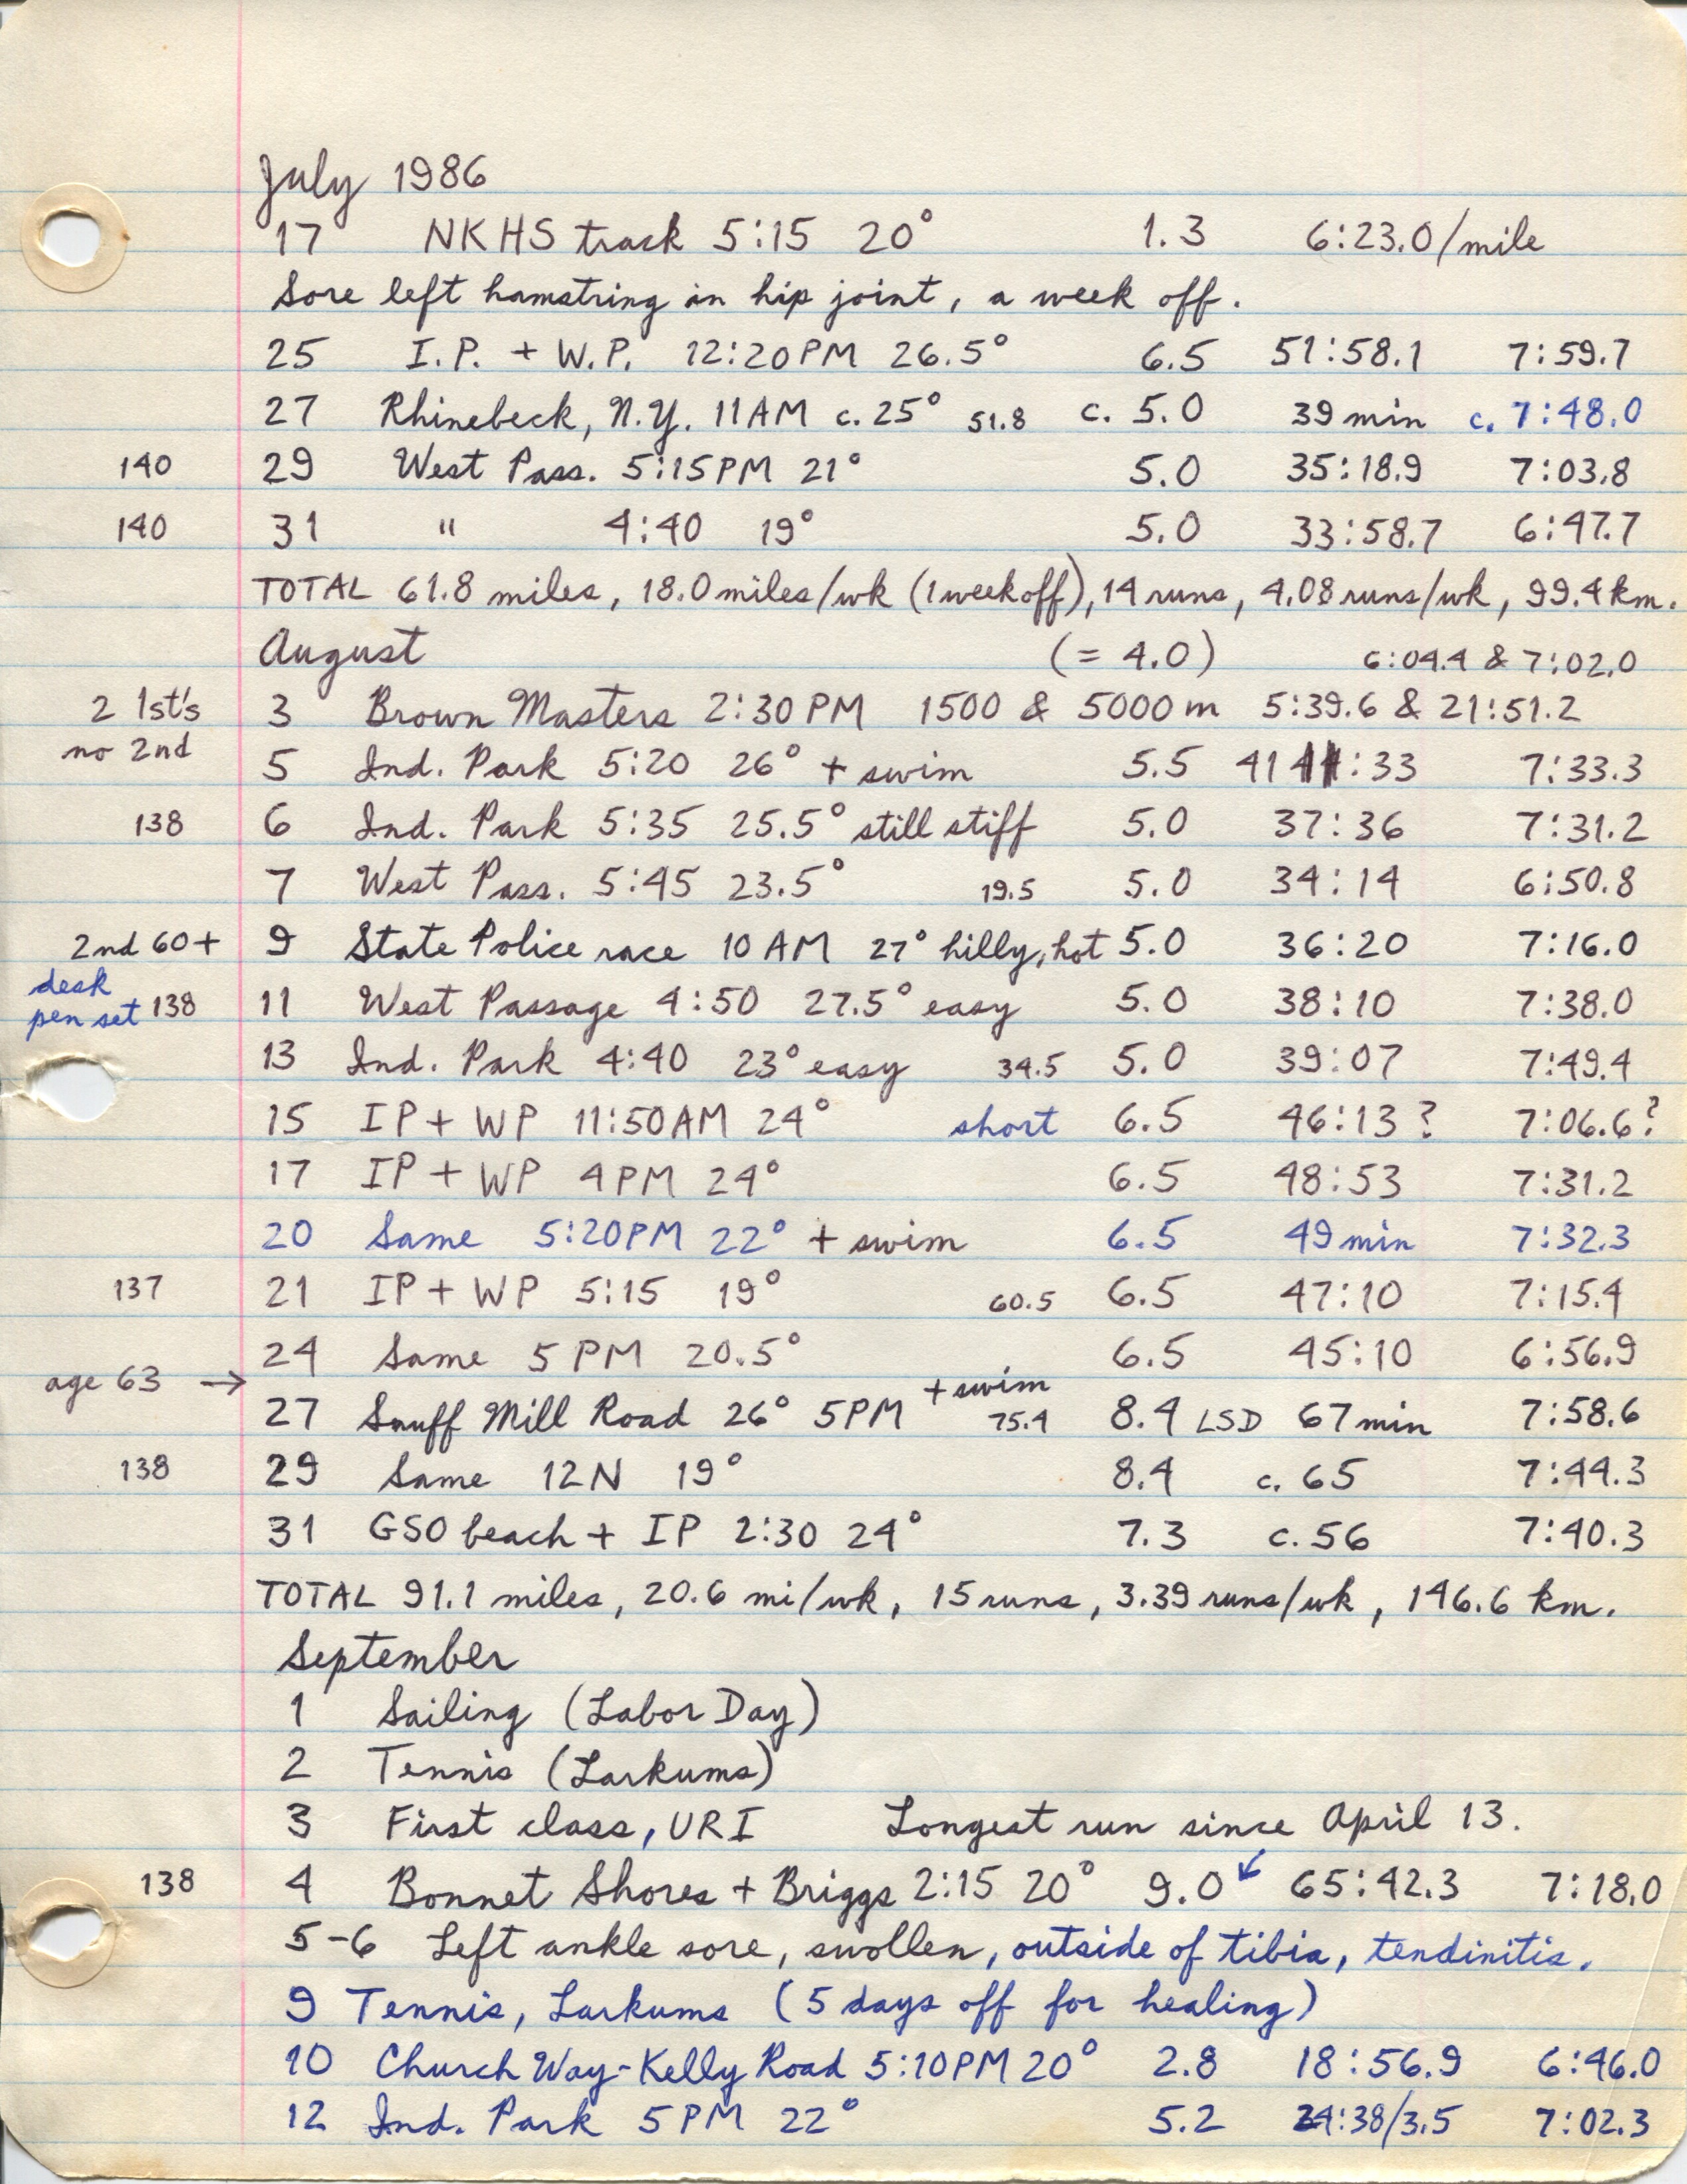 July 1986
17 NKHS track 5:15 20° 1.3 6:23.0/mile
Sore left hamstring in hip joint, a week off.
25 I.P. + W.P. 12:20PM 26.5° 6.5 51:58.1 7:59.7
27 Rhinebeck, N.Y. 11AM c. 25° 51.8 c. 5.0 39 min c. 7:48.0
140 29 West Pass. 5:15PM 21° 5.0 35:18.9 7:03.8
140 31 " 4:40 19° 5.0 33:58.7 6:47.7
TOTAL 61.8 miles, 18.0 miles/wk (1 week off), 14 runs, 4.08 runs/wk, 99.4 km.
August (= 4.0) 6:04.4 & 7:02.0
2 1st's 3 Brown Masters 2:30 PM 1500 & 5000 m 5:39.6 & 21:51.2
no 2nd 5 Ind. Park 5:20 26° + swim 5.5 41:33 7:33.3
138 6 Ind. Park 5:35 25.5° still stiff 5.0 37:36 7:31.2
7 West Pass. 5:45 23.5° 19.5 5.0 34:14 6:50.8
2nd 60+ 9 State Police race 10 AM 27° hilly, hot 5.0 36:20 7:16.0
desk
pen set 138 11 West Passage 4:50 27.5° easy 5.0 38:10 7:38.0
13 Ind. Park 4:40 23° easy 34.5 5.0 39:07 7:49.4
15 IP + WP 11:50AM 24° short 6.5 46:13 ? 7:06.6?
17 IP + WP 4PM 24° 6.5 48:53 7:31.2
20 Same 5:20PM 22° + swim 6.5 49 min 7:32.3
137 21 IP + WP 5:15 19° 60.5 6.5 47:10 7:15.4
24 Same 5 PM 20.5° 6.5 45:10 6:56.9
age 63 →
27 Snuff Mill Road 26° 5PM + swim 75.4 8.4 LSD 67 min 7:58.6
138 29 Same 12N 19° 8.4 c. 65 7:44.3
31 GSO beach + IP 2:30 24° 7.3 c. 56 7:40.3
TOTAL 91.1 miles, 20.6 mi/wk, 15 runs, 3.39 runs/wk, 146.6 km.
September
1 Sailing (Labor Day)
2 Tennis (Larkums)
3 First class, URI Longest run since April 13.
138 4 Bonnet Shores + Briggs 2:15 20° 9.0 ↙ 65:42.3 7:18.0
5-6 Left ankle sore, swollen, outside of tibia, tendinitis.
9 Tennis, Larkums (5 days off for healing)
10 Church Way-Kelly Road 5:10PM 20° 2.8 18:56.9 6:46.0
12 Ind. Park 5PM 22° 5.2 24:38/3.5 7:02.3